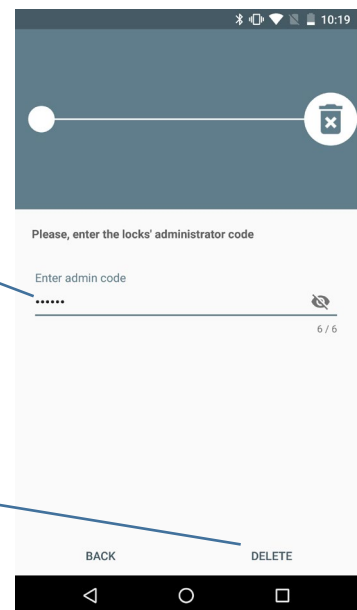 10:19
Please, enter the locks' administrator code
Enter admin code
••••••
6 / 6
BACK DELETE